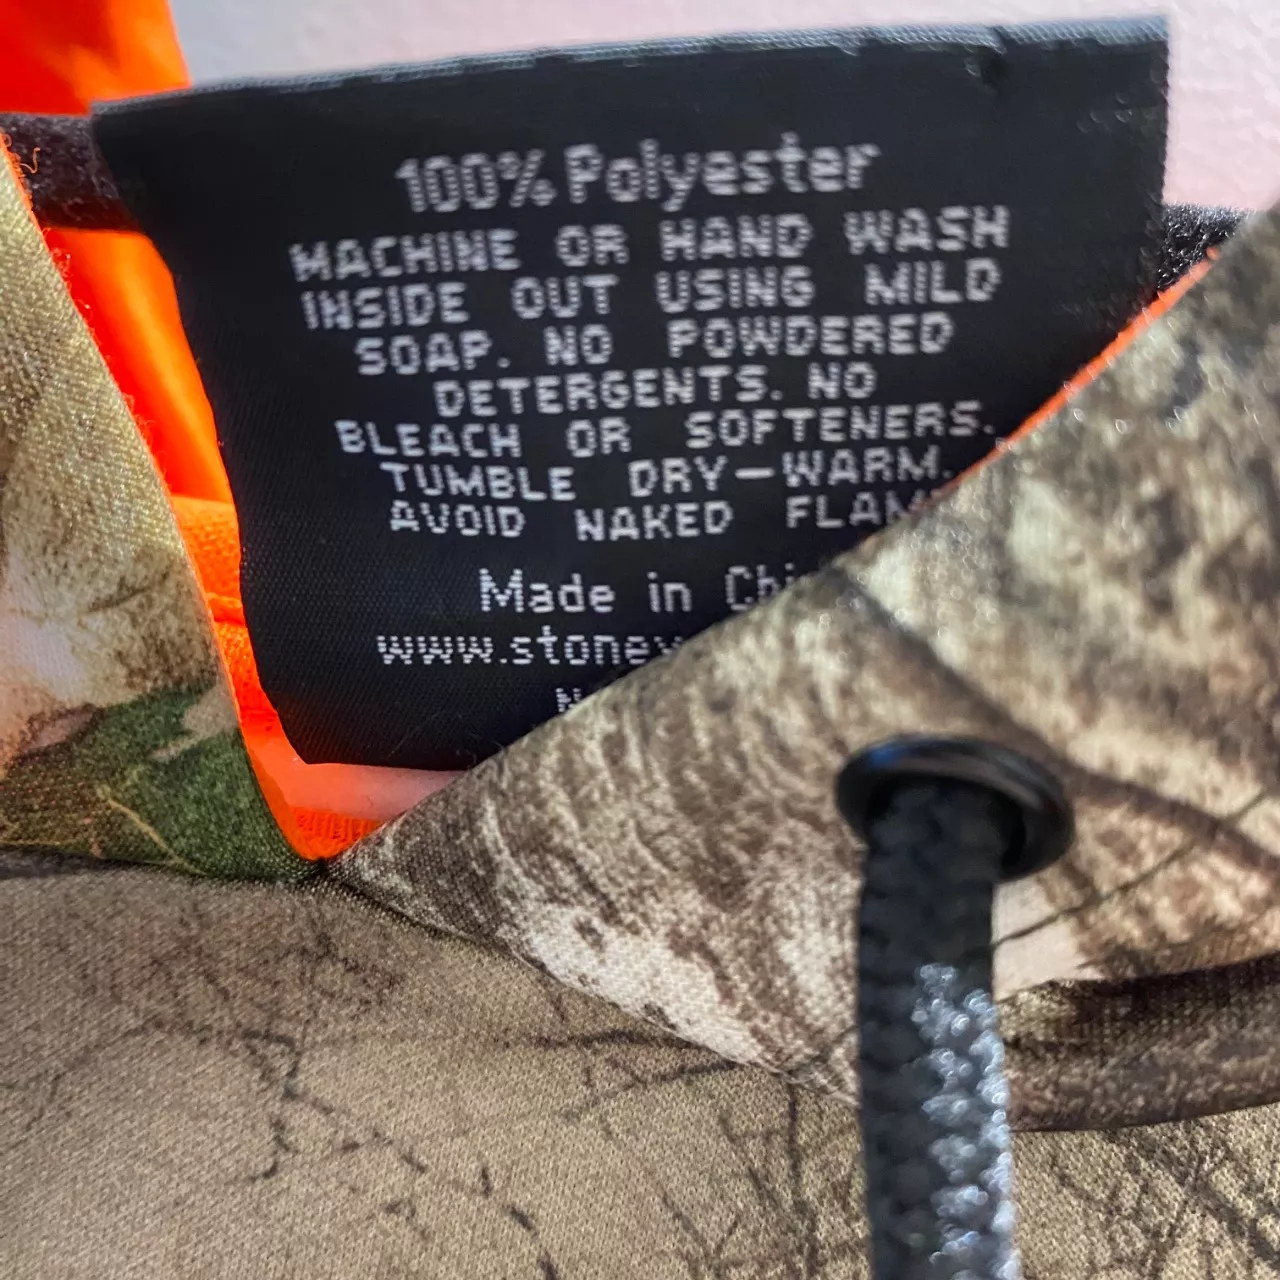 100% Polyester
MACHINE OR HAND WASH
INSIDE OUT USING MILD
SOAP. NO POWDERED
DETERGENTS. NO
BLEACH OR SOFTENERS.
TUMBLE DRY-WARM.
AVOID NAKED
Made in